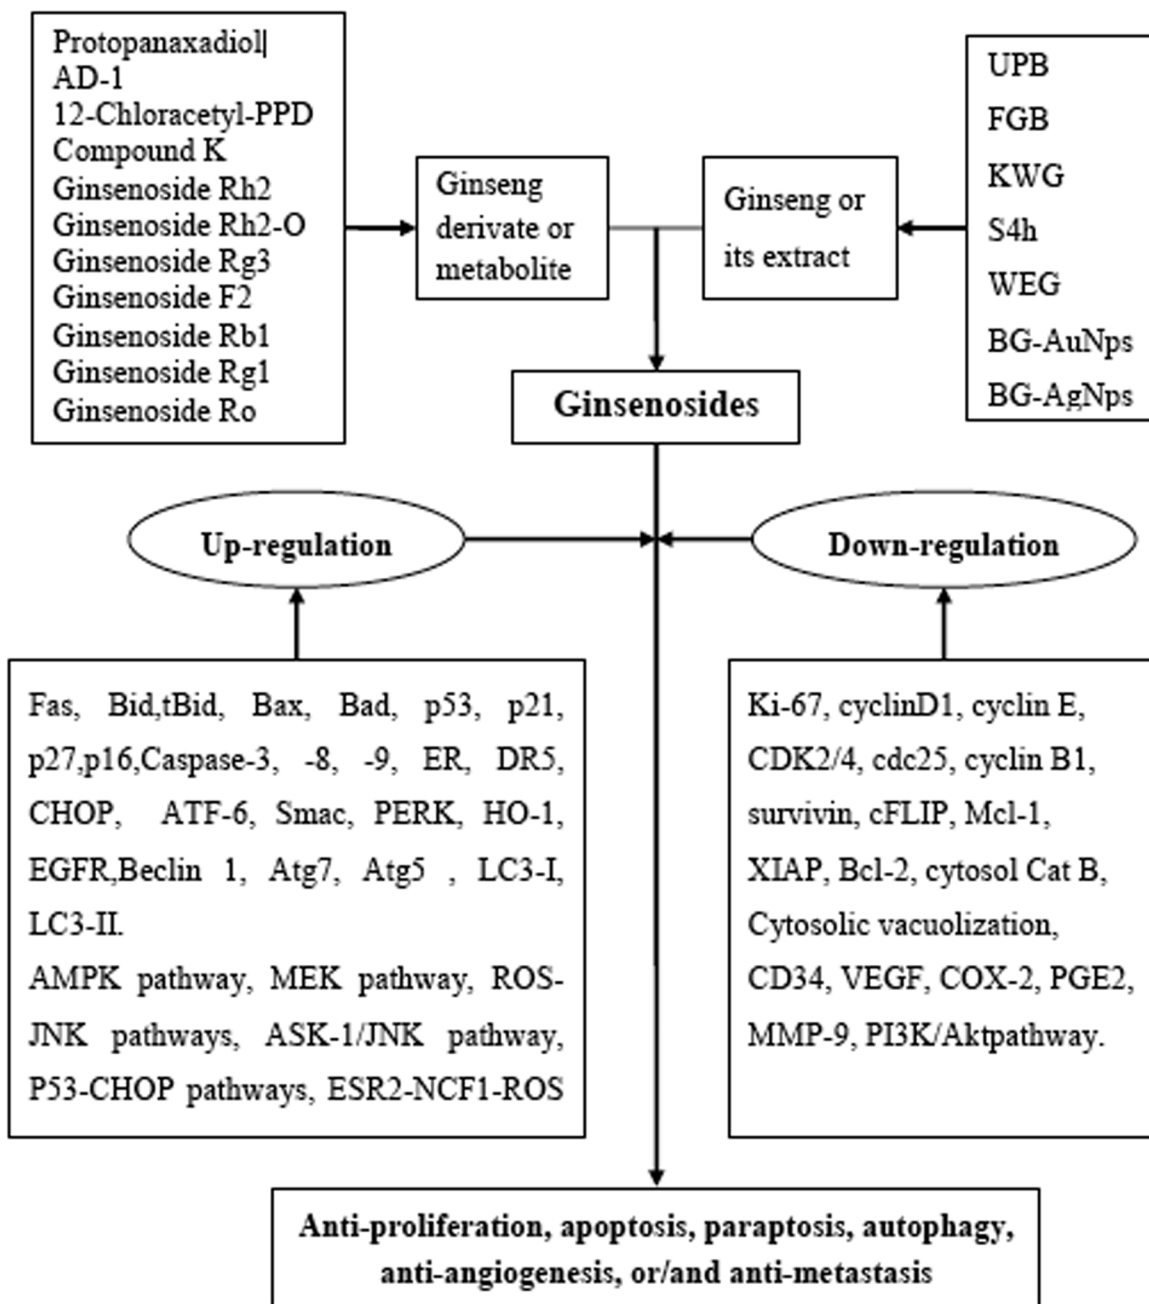 Protopanaxadiol|
AD-1
12-Chloracetyl-PPD
Compound K
Ginsenoside Rh2
Ginsenoside Rh2-O
Ginsenoside Rg3
Ginsenoside F2
Ginsenoside Rb1
Ginsenoside Rg1
Ginsenoside Ro
Ginseng
derivate or
metabolite
Ginseng or
its extract
UPB
FGB
KWG
S4h
WEG
BG-AuNps
BG-AgNps
Ginsenosides
Up-regulation
Down-regulation
Fas, Bid,tBid, Bax, Bad, p53, p21,
p27,p16,Caspase-3, -8, -9, ER, DR5,
CHOP, ATF-6, Smac, PERK, HO-1,
EGFR,Beclin 1, Atg7, Atg5 , LC3-I,
LC3-II.
AMPK pathway, MEK pathway, ROS-
JNK pathways, ASK-1/JNK pathway,
P53-CHOP pathways, ESR2-NCF1-ROS
Ki-67, cyclinD1, cyclin E,
CDK2/4, cdc25, cyclin B1,
survivin, cFLIP, Mcl-1,
XIAP, Bcl-2, cytosol Cat B,
Cytosolic vacuolization,
CD34, VEGF, COX-2, PGE2,
MMP-9, PI3K/Aktpathway.
Anti-proliferation, apoptosis, paraptosis, autophagy,
anti-angiogenesis, or/and anti-metastasis